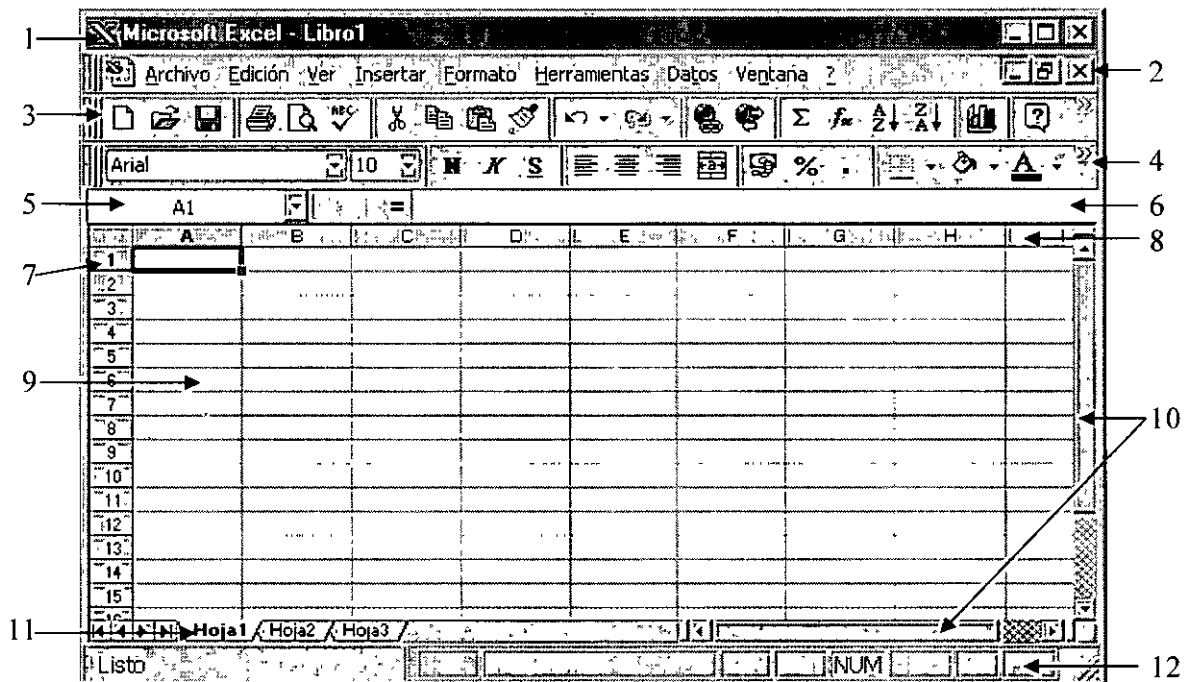 1 Microsoft Excel - Libro1
Archivo Edición Ver Insertar Formato Herramientas Datos Ventana ? 2
3 ABC Σ fx A Z Z A ?
Arial 10 N K S a % A 4
5 A1 = 6
A B C D E F G H I 8
7 1
2
3
4
5
9 6
7
8
9
10 10
11
12
13
14
15
11 Hoja1 Hoja2 Hoja3
Listo NUM 12